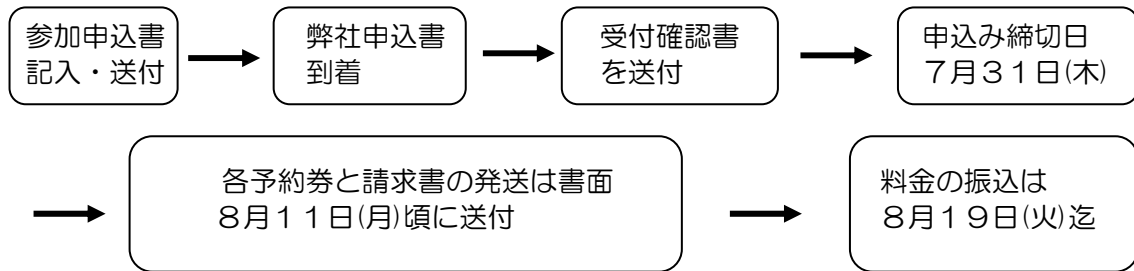 参加申込書
記入・送付
弊社申込書
到着
受付確認書
を送付
申込み締切日
７月３１日(木)
各予約券と請求書の発送は書面
８月１１日(月)頃に送付
料金の振込は
８月１９日(火)迄